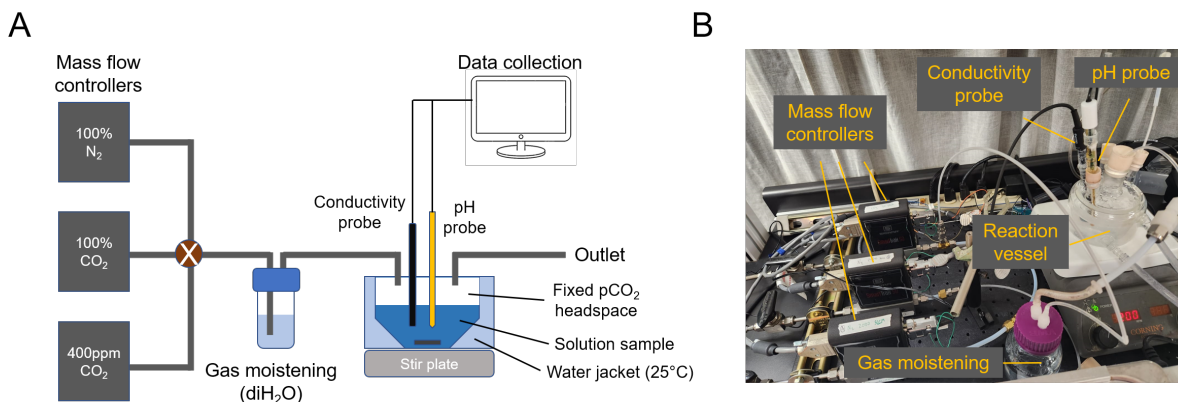 A
Mass flow
controllers
100%
N2
100%
CO2
400ppm
CO2
Gas moistening
(diH2O)
Data collection
Conductivity
probe
pH
probe
Outlet
Fixed pCO2
headspace
Solution sample
Water jacket (25°C)
Stir plate
B
Conductivity
probe
pH probe
Mass flow
controllers
Reaction
vessel
Gas moistening